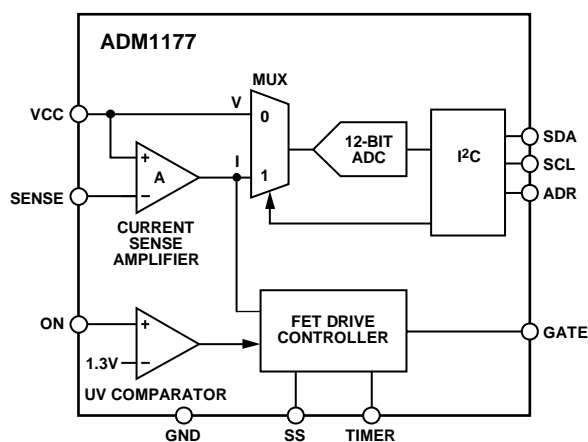 ADM1177
MUX
VCC
V
0
12-BIT
ADC
I²C
SDA
SCL
ADR
+
A
−
I
1
SENSE
CURRENT
SENSE
AMPLIFIER
ON
+
1.3V
−
UV COMPARATOR
FET DRIVE
CONTROLLER
GATE
GND
SS
TIMER